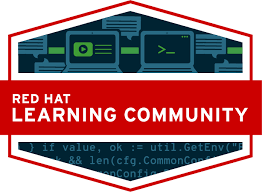 >_
RED HAT
LEARNING COMMUNITY
} if value, ok := util.GetEnv("
&& len(cfg.CommonConf